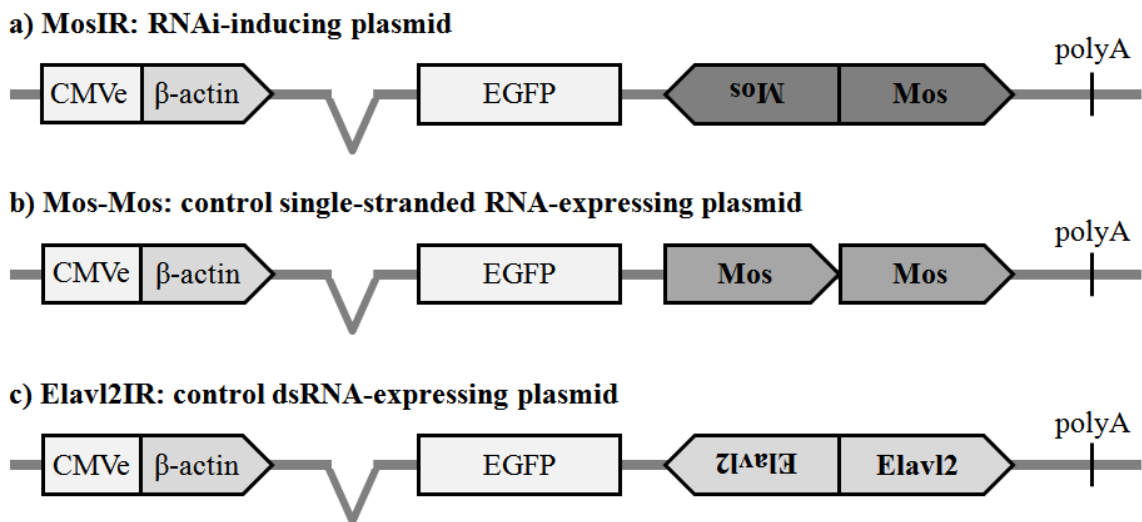 a) MosIR: RNAi-inducing plasmid
polyA
CMVe β-actin EGFP Mos Mos
b) Mos-Mos: control single-stranded RNA-expressing plasmid
polyA
CMVe β-actin EGFP Mos Mos
c) Elavl2IR: control dsRNA-expressing plasmid
polyA
CMVe β-actin EGFP Elavl2 Elavl2